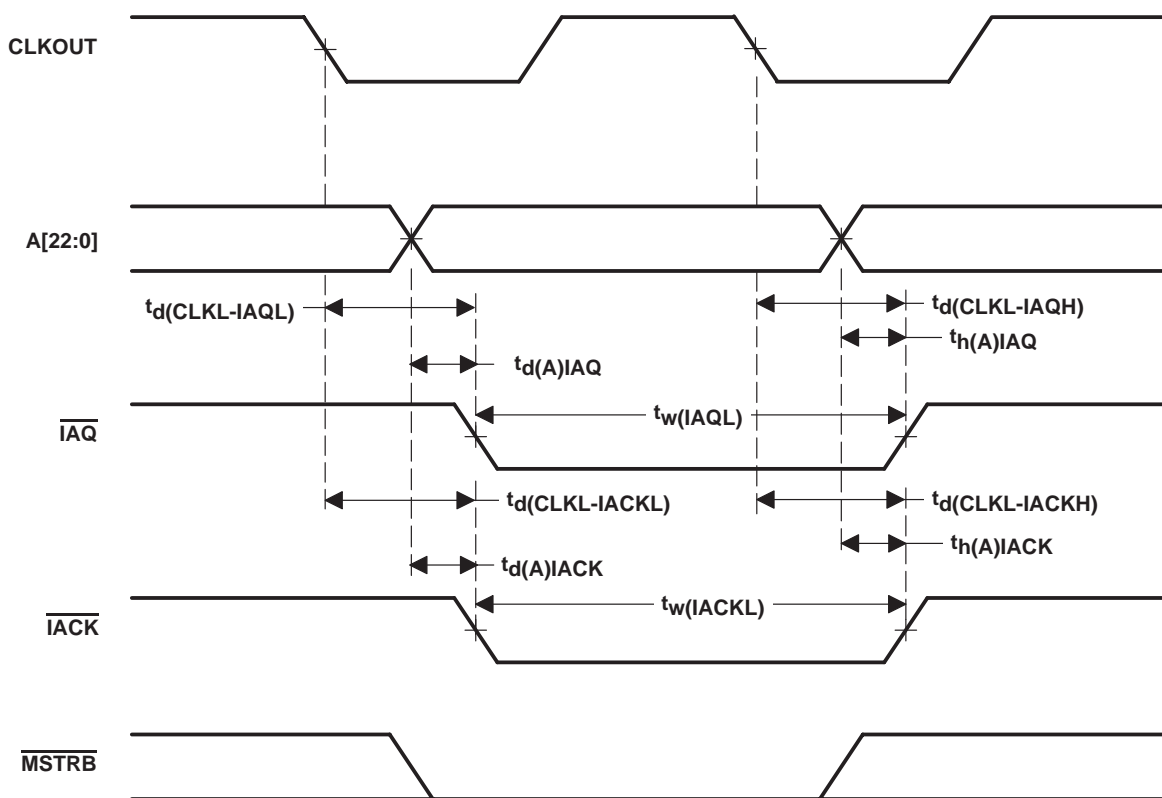 CLKOUT
A[22:0]
td(CLKL-IAQL)
td(CLKL-IAQH)
th(A)IAQ
td(A)IAQ
IAQ
tw(IAQL)
td(CLKL-IACKL)
td(CLKL-IACKH)
th(A)IACK
td(A)IACK
IACK
tw(IACKL)
MSTRB